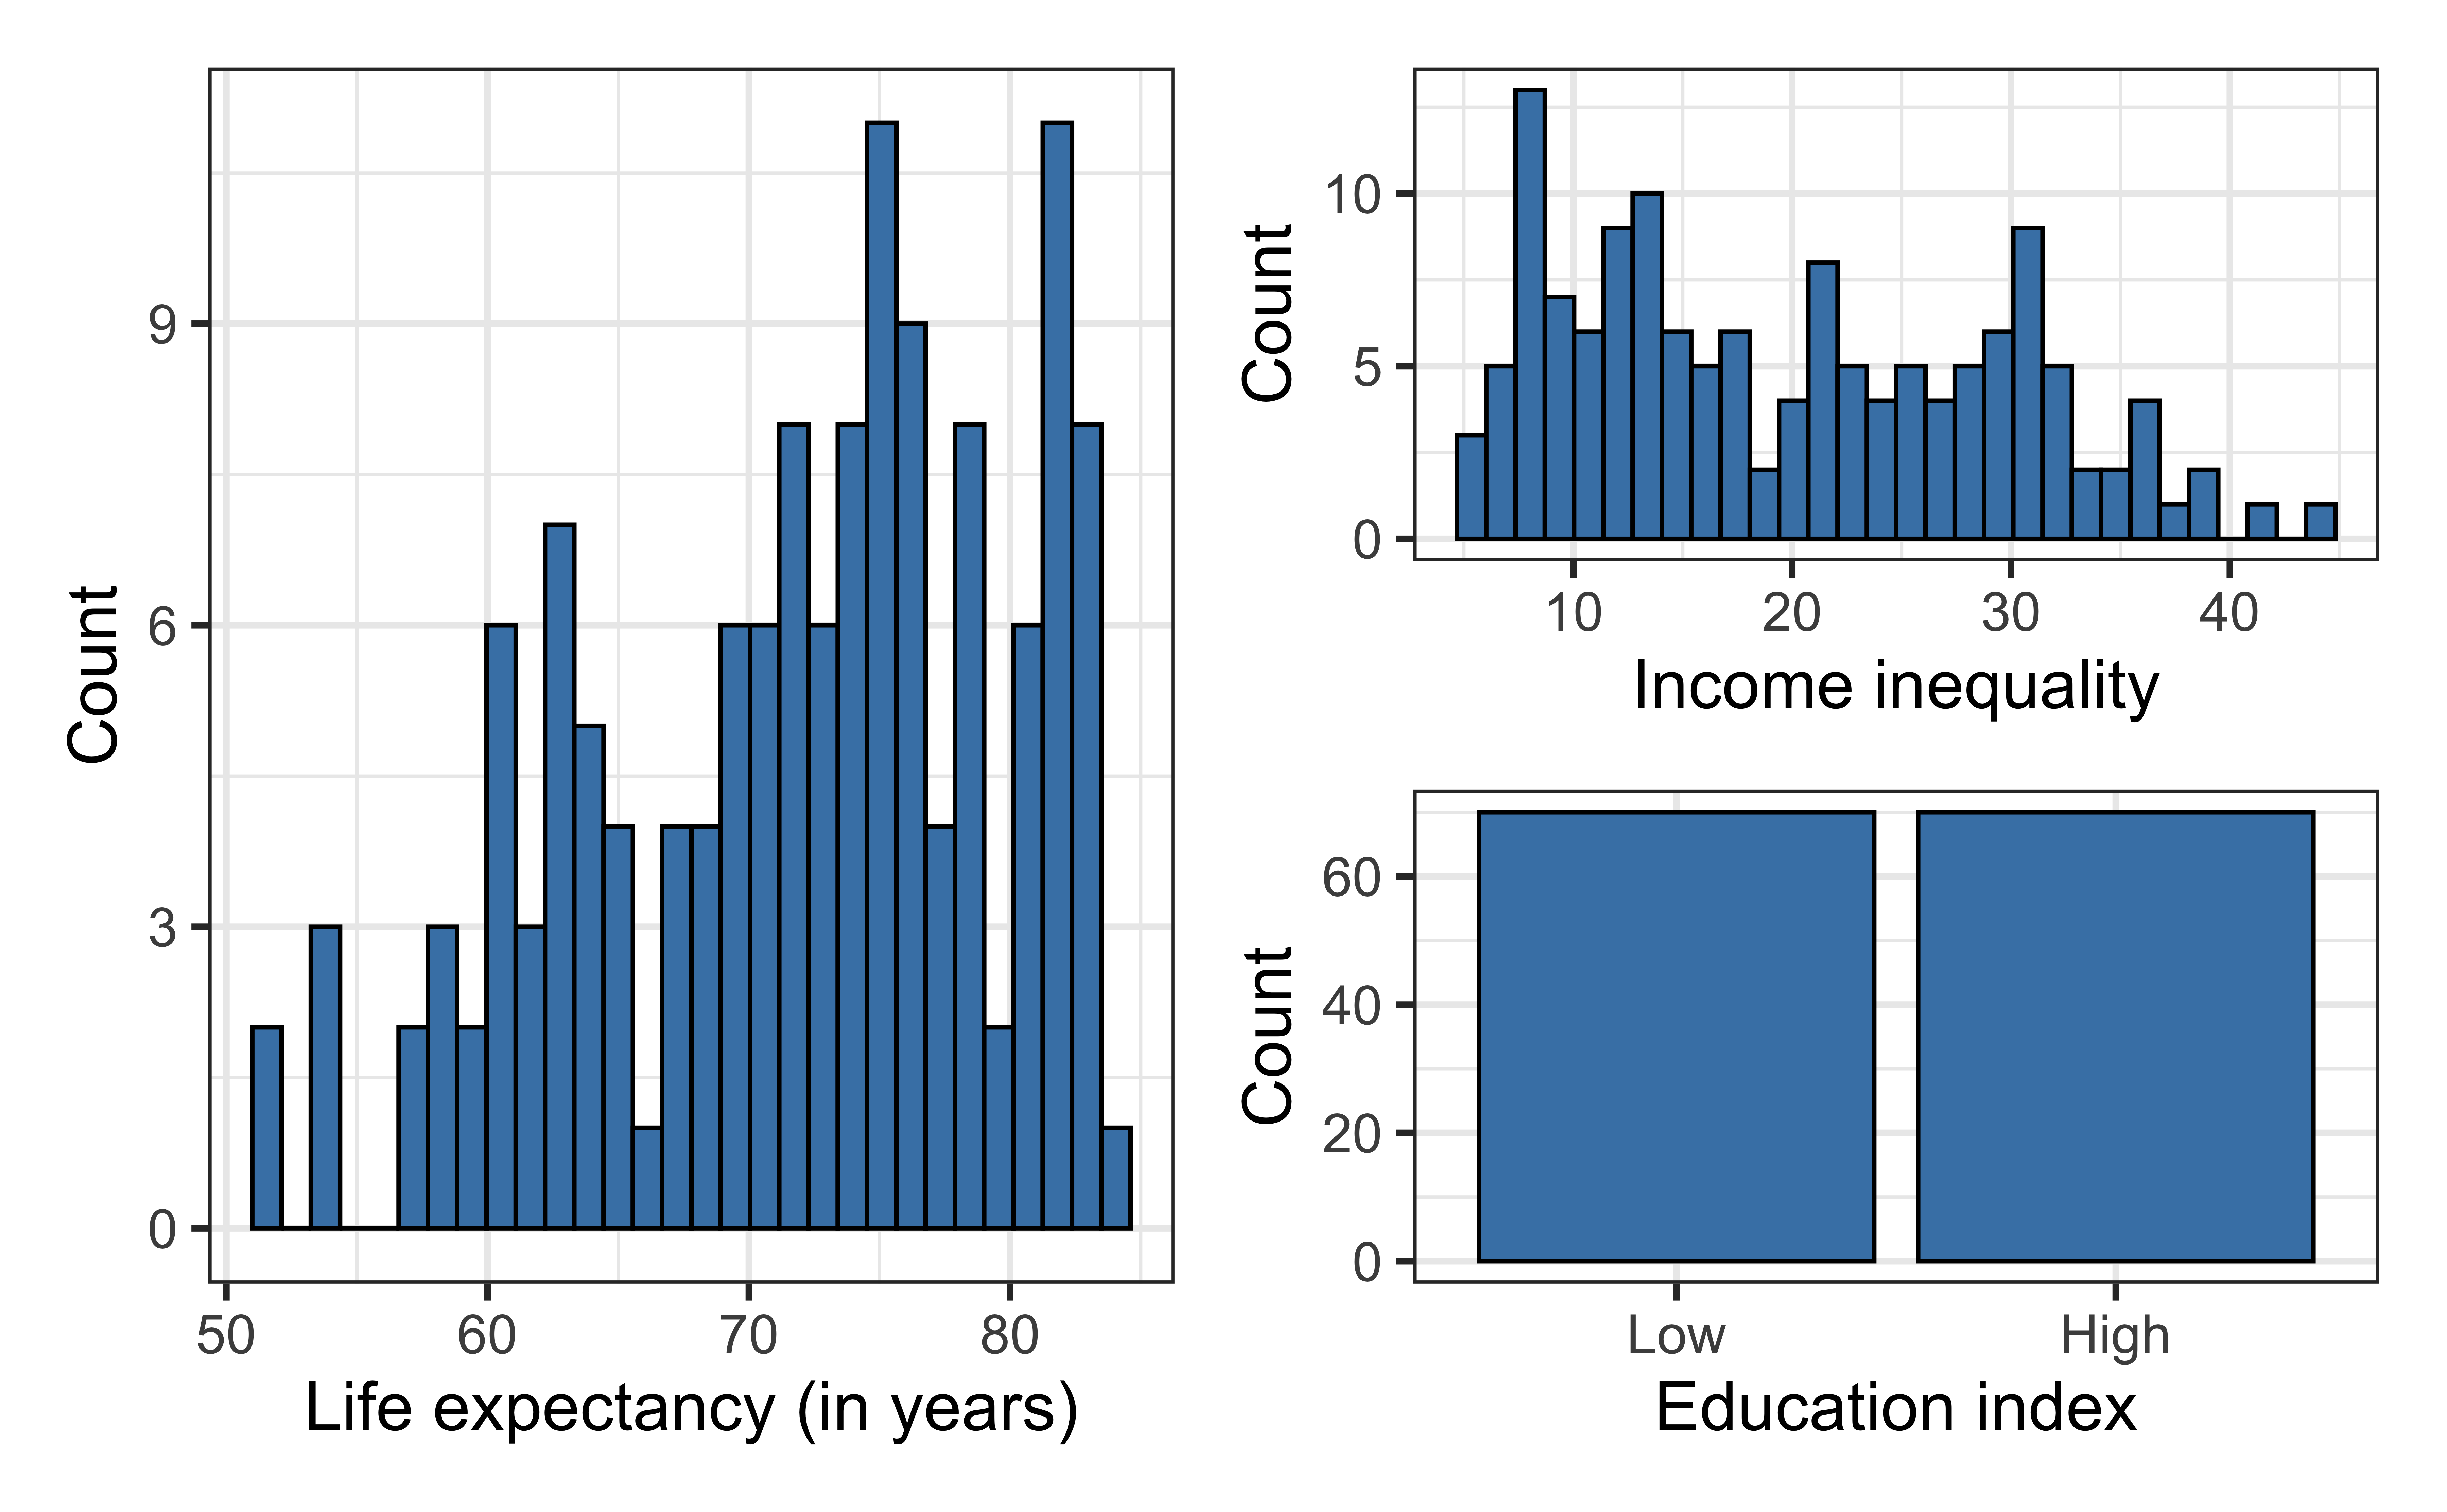 Count
9
6
3
0
50 60 70 80
Life expectancy (in years)
Count
10
5
0
10 20 30 40
Income inequality
Count
60
40
20
0
Low High
Education index